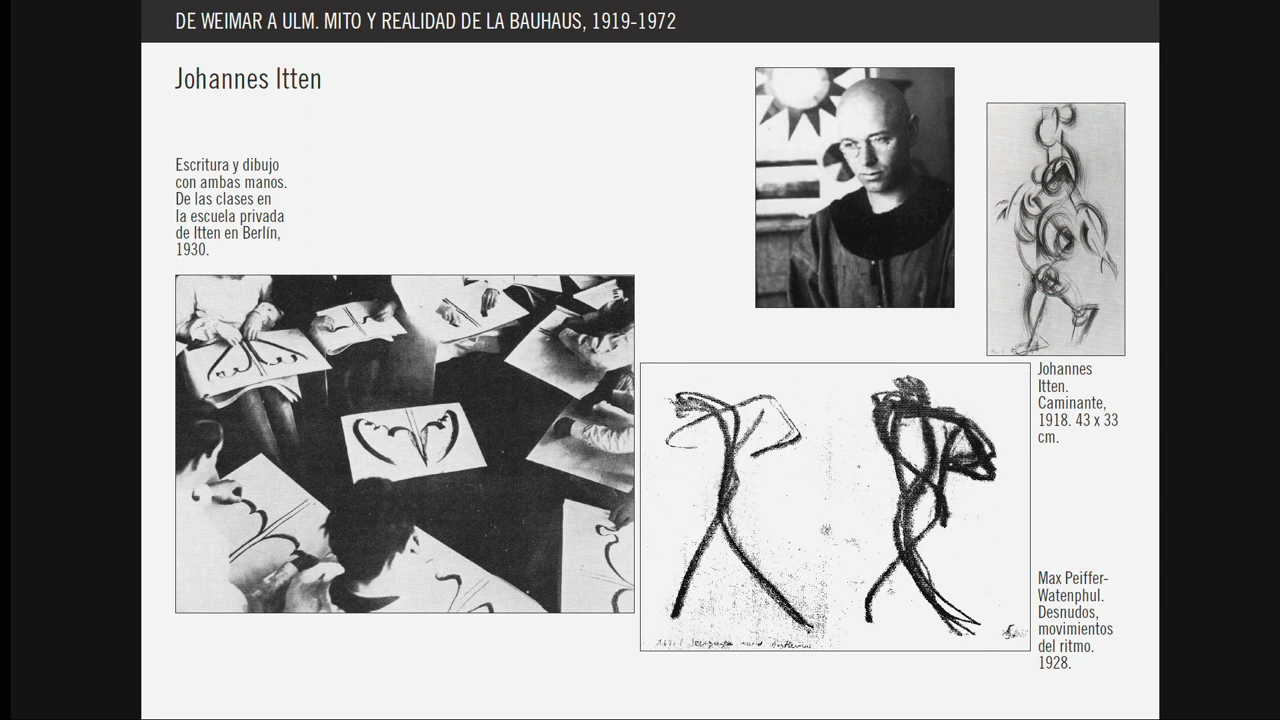 DE WEIMAR A ULM. MITO Y REALIDAD DE LA BAUHAUS, 1919-1972
Johannes Itten
Escritura y dibujo
con ambas manos.
De las clases en
la escuela privada
de Itten en Berlín,
1930.
Johannes
Itten.
Caminante,
1918. 43 x 33
cm.
Max Peiffer-
Watenphul.
Desnudos,
movimientos
del ritmo.
1928.